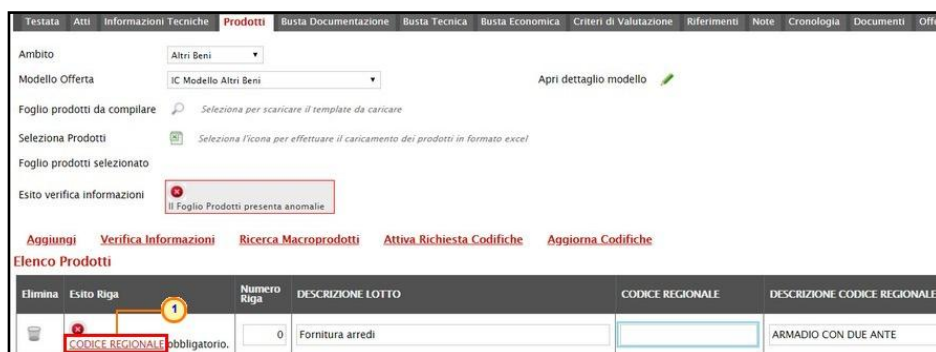 Testata Atti Informazioni Tecniche Prodotti Busta Documentazione Busta Tecnica Busta Economica Criteri di Valutazione Riferimenti Note Cronologia Documenti
Ambito Altri Beni
Modello Offerta IC Modello Altri Beni Apri dettaglio modello
Foglio prodotti da compilare Seleziona per scaricare il template da caricare
Seleziona Prodotti Seleziona l'icona per effettuare il caricamento dei prodotti in formato excel
Foglio prodotti selezionato
Esito verifica informazioni
Il Foglio Prodotti presenta anomalie
Aggiungi Verifica Informazioni Ricerca Macroprodotti Attiva Richiesta Codifiche Aggiorna Codifiche
Elenco Prodotti
Elimina Esito Riga Numero Riga DESCRIZIONE LOTTO CODICE REGIONALE DESCRIZIONE CODICE REGIONALE
1
0 Fornitura arredi ARMADIO CON DUE ANTE
CODICE REGIONALE obbligatorio.